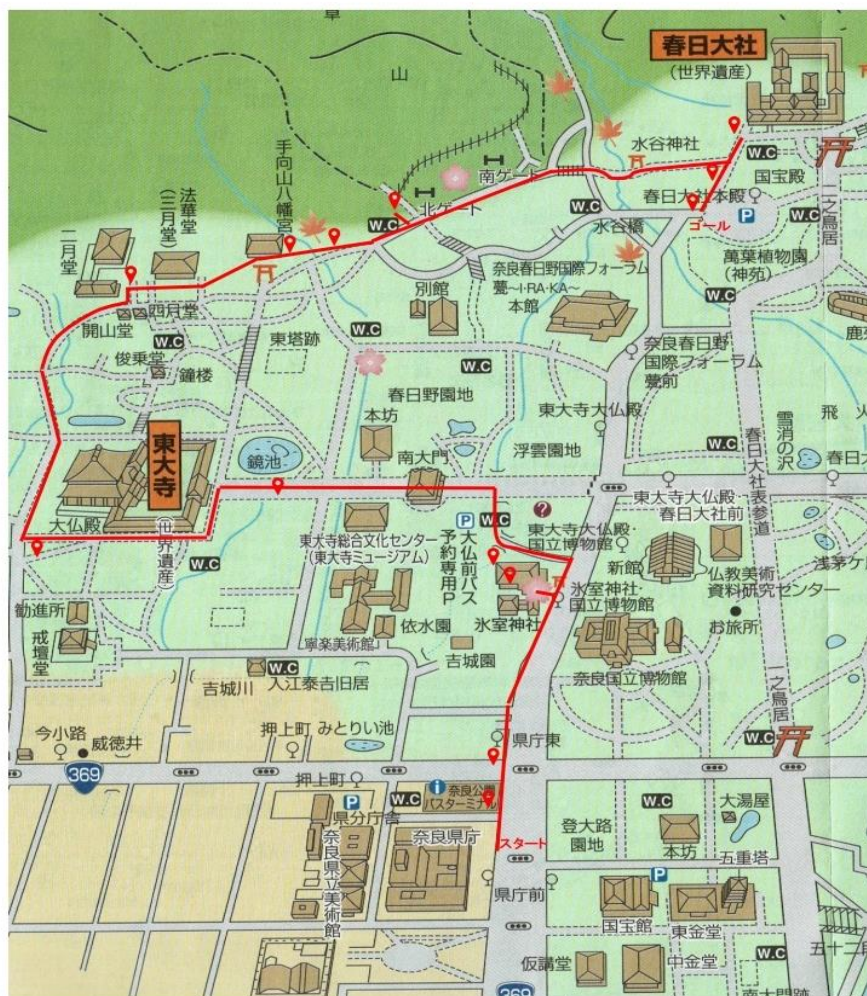 春日大社
(世界遺産)
山
手向山八幡宮
法華堂
(三月堂)
二月堂
水谷神社
南ゲート
北ゲート
W.C
W.C
W.C
国宝殿
春日大社本殿
ゴール
P
二之鳥居
水谷橋
萬葉植物園
(神苑)
奈良春日野国際フォーラム
甍〜I・RA・KA〜
本館
別館
W.C
四月堂
開山堂
W.C
W.C
俊乗堂
鐘楼
東塔跡
奈良春日野
国際フォーラム
甍前
W.C
春日野園地
本坊
東大寺大仏殿
飛火
雪消の沢
東大寺
鏡池
南大門
浮雲園地
W.C
春日大社表参道
春日大
大仏殿
(世界遺産)
東大寺大仏殿・
春日大社前
?
P
W.C
東大寺大仏殿・
国立博物館
東大寺総合文化センター
(東大寺ミュージアム)
大仏前バス
予約専用P
W.C
新館
仏教美術
資料研究センター
浅茅ケ
勧進所
氷室神社・
国立博物館
お旅所
戒壇堂
依水園
氷室神社
寧楽美術館
吉城園
奈良国立博物館
W.C
吉城川
入江泰吉旧居
一之鳥居
今小路
威徳井
押上町
みとりい池
県庁東
369
押上町
i
奈良公園
バスターミナル
P
W.C
県分庁舎
W.C
大湯屋
奈良県庁
スタート
登大路
園地
本坊
五重塔
奈良県立美術館
県庁前
P
国宝館
東金堂
五十二
仮講堂
中金堂
W.C
369
南大門跡